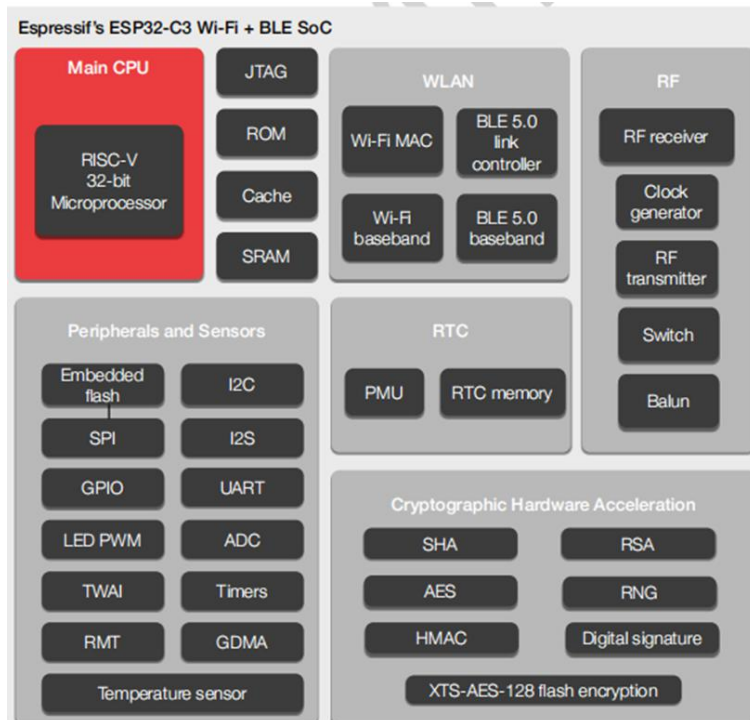 Espressif's ESP32-C3 Wi-Fi + BLE SoC
Main CPU
RISC-V
32-bit
Microprocessor
JTAG
ROM
Cache
SRAM
WLAN
Wi-Fi MAC
BLE 5.0
link
controller
Wi-Fi
baseband
BLE 5.0
baseband
RF
RF receiver
Clock
generator
RF
transmitter
Switch
Balun
Peripherals and Sensors
Embedded
flash
I2C
SPI
I2S
GPIO
UART
LED PWM
ADC
TWAI
Timers
RMT
GDMA
Temperature sensor
RTC
PMU
RTC memory
Cryptographic Hardware Acceleration
SHA
RSA
AES
RNG
HMAC
Digital signature
XTS-AES-128 flash encryption